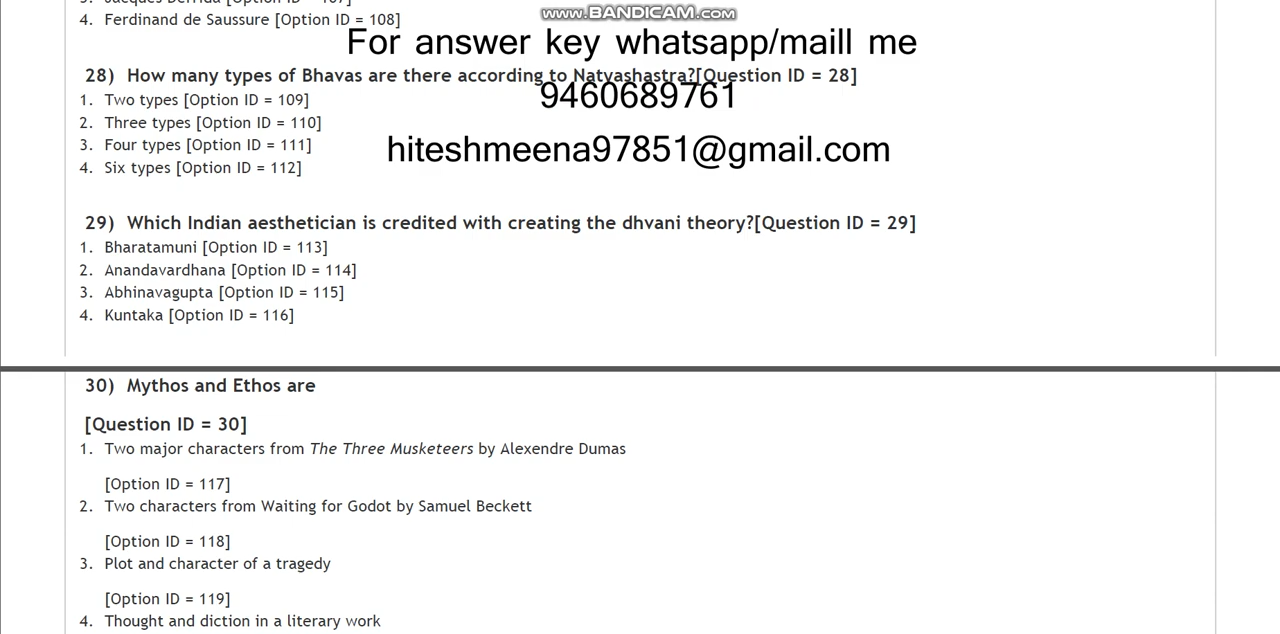 3. Jacques Derrida [Option ID = 107]
www.BANDICAM.com
4. Ferdinand de Saussure [Option ID = 108]
For answer key whatsapp/maill me
28) How many types of Bhavas are there according to Natyashastra?[Question ID = 28]
9460689761
1. Two types [Option ID = 109]
2. Three types [Option ID = 110]
3. Four types [Option ID = 111]
hiteshmeena97851@gmail.com
4. Six types [Option ID = 112]
29) Which Indian aesthetician is credited with creating the dhvani theory?[Question ID = 29]
1. Bharatamuni [Option ID = 113]
2. Anandavardhana [Option ID = 114]
3. Abhinavagupta [Option ID = 115]
4. Kuntaka [Option ID = 116]
30) Mythos and Ethos are
[Question ID = 30]
1. Two major characters from The Three Musketeers by Alexendre Dumas
[Option ID = 117]
2. Two characters from Waiting for Godot by Samuel Beckett
[Option ID = 118]
3. Plot and character of a tragedy
[Option ID = 119]
4. Thought and diction in a literary work